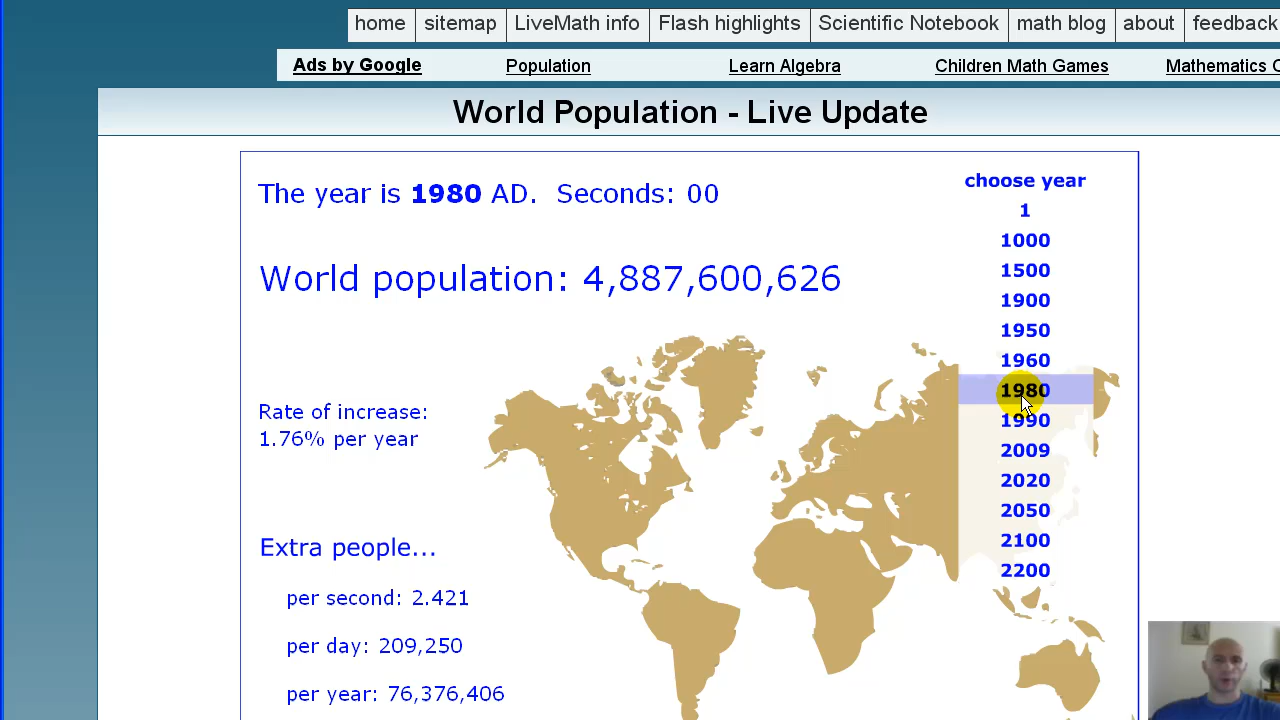 home sitemap LiveMath info Flash highlights Scientific Notebook math blog about feedback
Ads by Google Population Learn Algebra Children Math Games Mathematics
World Population - Live Update
The year is 1980 AD. Seconds: 00
World population: 4,887,600,626
Rate of increase:
1.76% per year
Extra people...
per second: 2.421
per day: 209,250
per year: 76,376,406
choose year
1
1000
1500
1900
1950
1960
1980
1990
2009
2020
2050
2100
2200